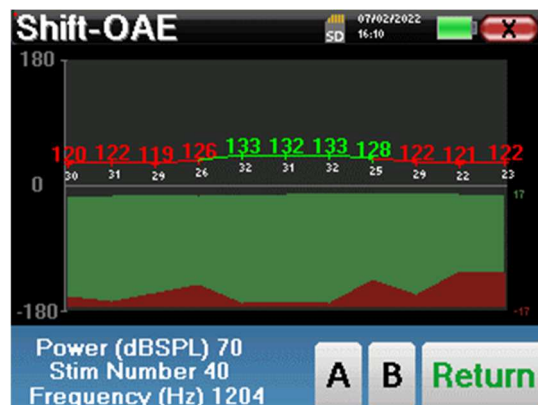 Shift-OAE
SD
07/02/2022
16:10
X
180
120 122 119 126 133 132 133 128 122 121 122
30 31 29 26 32 31 32 25 29 22 23
0
17
-180
-17
Power (dBSPL) 70
Stim Number 40
Frequency (Hz) 1204
A B Return